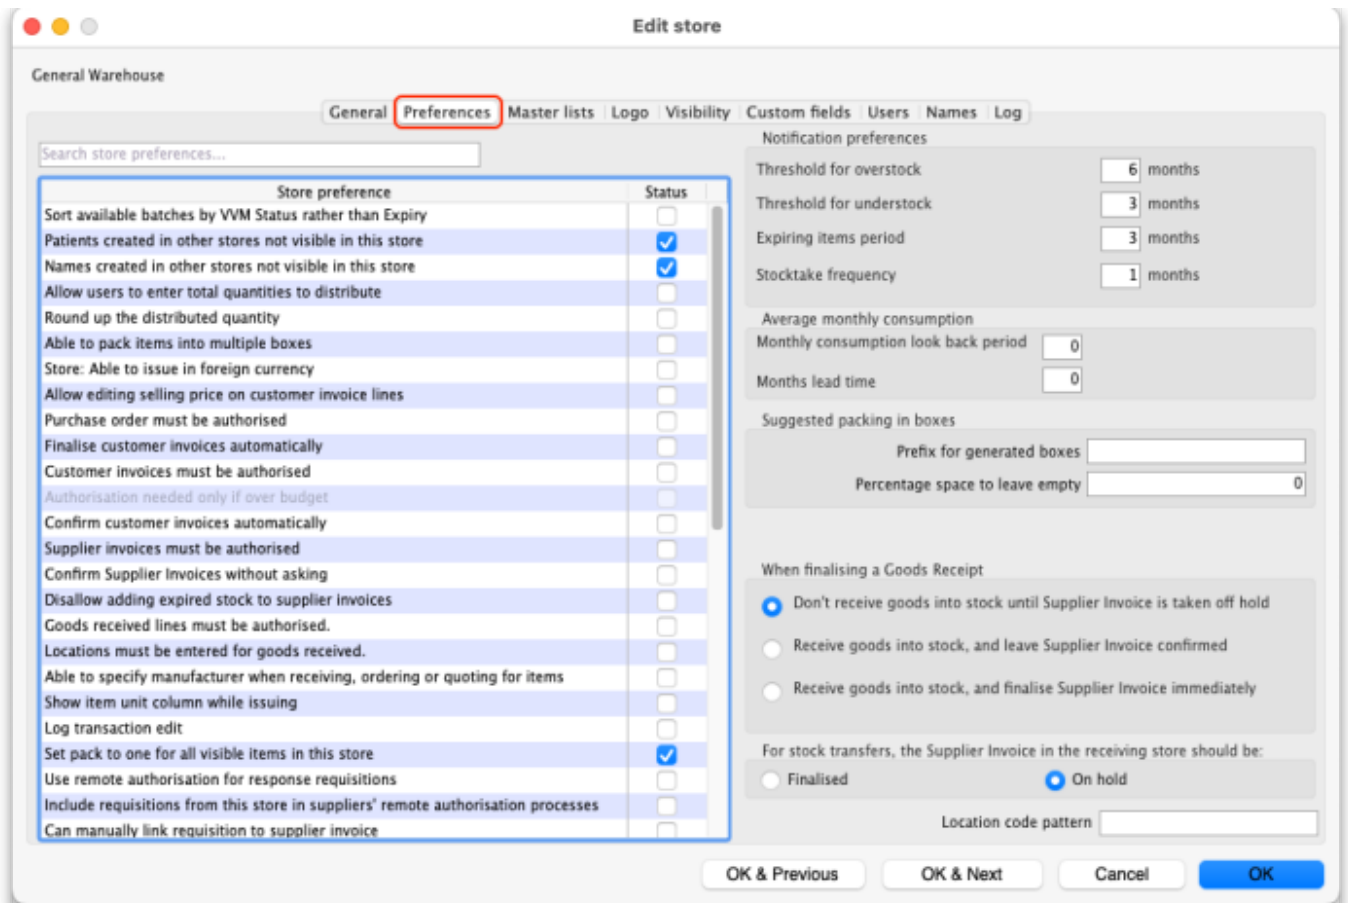 Edit store
General Warehouse
General Preferences Master lists Logo Visibility Custom fields Users Names Log
Search store preferences...
Store preference Status
Sort available batches by VVM Status rather than Expiry
Patients created in other stores not visible in this store
Names created in other stores not visible in this store
Allow users to enter total quantities to distribute
Round up the distributed quantity
Able to pack items into multiple boxes
Store: Able to issue in foreign currency
Allow editing selling price on customer invoice lines
Purchase order must be authorised
Finalise customer invoices automatically
Customer invoices must be authorised
Authorisation needed only if over budget
Confirm customer invoices automatically
Supplier invoices must be authorised
Confirm Supplier Invoices without asking
Disallow adding expired stock to supplier invoices
Goods received lines must be authorised.
Locations must be entered for goods received.
Able to specify manufacturer when receiving, ordering or quoting for items
Show item unit column while issuing
Log transaction edit
Set pack to one for all visible items in this store
Use remote authorisation for response requisitions
Include requisitions from this store in suppliers' remote authorisation processes
Can manually link requisition to supplier invoice
Notification preferences
Threshold for overstock 6 months
Threshold for understock 3 months
Expiring items period 3 months
Stocktake frequency 1 months
Average monthly consumption
Monthly consumption look back period 0
Months lead time 0
Suggested packing in boxes
Prefix for generated boxes
Percentage space to leave empty 0
When finalising a Goods Receipt
Don't receive goods into stock until Supplier Invoice is taken off hold
Receive goods into stock, and leave Supplier Invoice confirmed
Receive goods into stock, and finalise Supplier Invoice immediately
For stock transfers, the Supplier Invoice in the receiving store should be:
Finalised On hold
Location code pattern
OK & Previous OK & Next Cancel OK